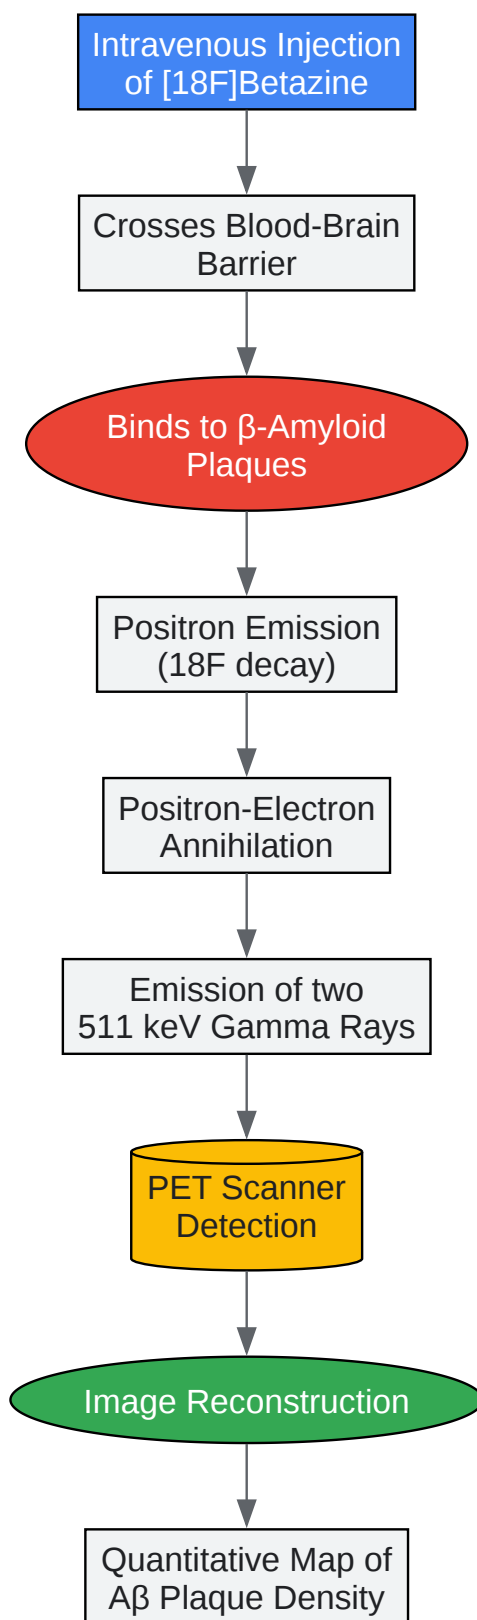 Intravenous Injection
of [18F]Betazine
Crosses Blood-Brain
Barrier
Binds to β-Amyloid
Plaques
Positron Emission
(18F decay)
Positron-Electron
Annihilation
Emission of two
511 keV Gamma Rays
PET Scanner
Detection
Image Reconstruction
Quantitative Map of
Aβ Plaque Density